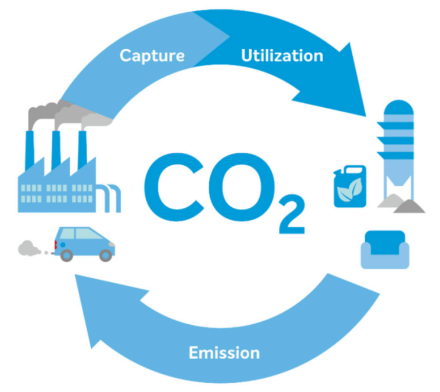 Capture
Utilization
CO₂
Emission